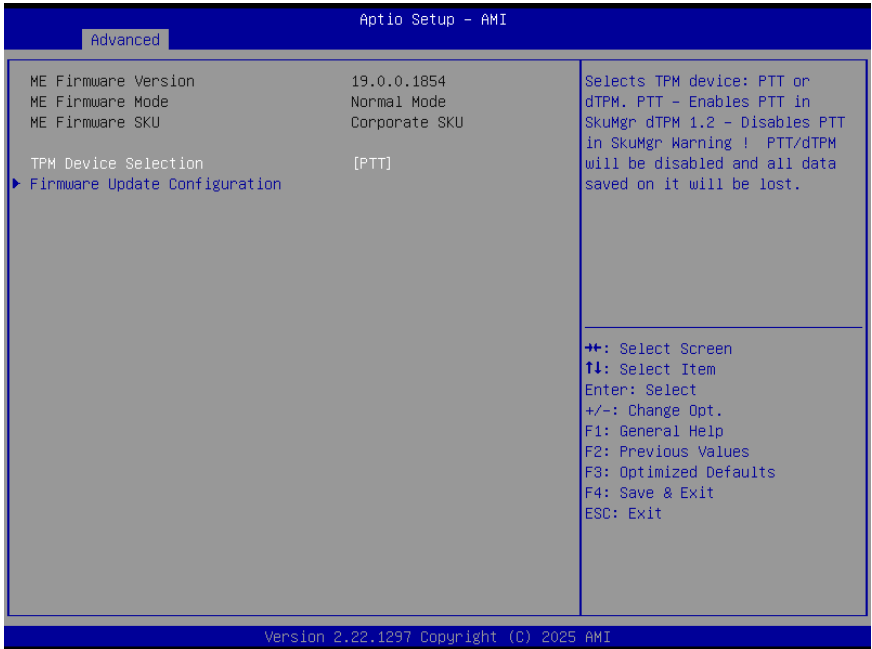 Aptio Setup – AMI
Advanced
ME Firmware Version 19.0.0.1854
ME Firmware Mode Normal Mode
ME Firmware SKU Corporate SKU
TPM Device Selection [PTT]
▶ Firmware Update Configuration
Selects TPM device: PTT or
dTPM. PTT – Enables PTT in
SkuMgr dTPM 1.2 – Disables PTT
in SkuMgr Warning ! PTT/dTPM
will be disabled and all data
saved on it will be lost.
→←: Select Screen
↑↓: Select Item
Enter: Select
+/-: Change Opt.
F1: General Help
F2: Previous Values
F3: Optimized Defaults
F4: Save & Exit
ESC: Exit
Version 2.22.1297 Copyright (C) 2025 AMI